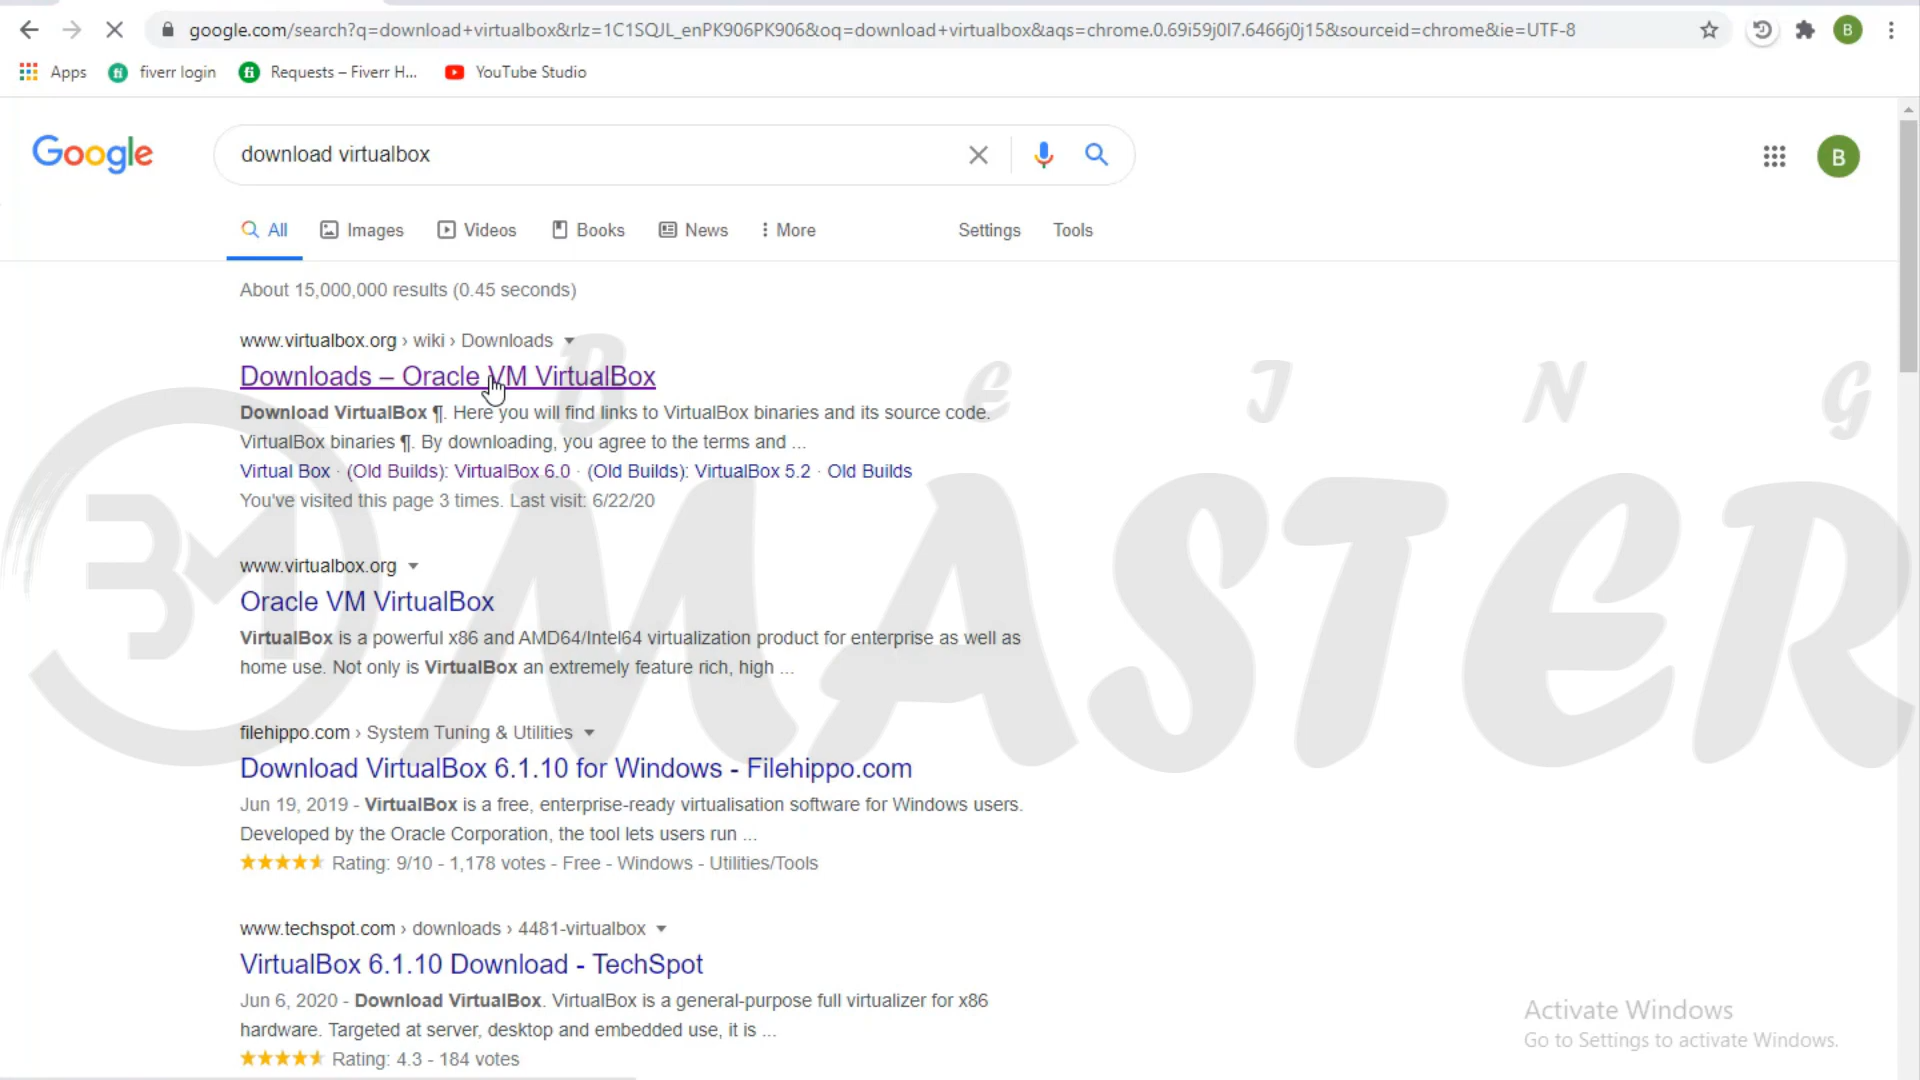 google.com/search?q=download+virtualbox&rlz=1C1SQJL_enPK906PK906&oq=download+virtualbox&aqs=chrome.0.69i59j0l7.6466j0j15&sourceid=chrome&ie=UTF-8
B
Apps
fiverr login
Requests – Fiverr H...
YouTube Studio
Google
download virtualbox
B
All
Images
Videos
Books
News
More
Settings
Tools
About 15,000,000 results (0.45 seconds)
www.virtualbox.org › wiki › Downloads
Downloads – Oracle VM VirtualBox
Download VirtualBox ¶. Here you will find links to VirtualBox binaries and its source code.
VirtualBox binaries ¶. By downloading, you agree to the terms and ...
Virtual Box · (Old Builds): VirtualBox 6.0 · (Old Builds): VirtualBox 5.2 · Old Builds
You've visited this page 3 times. Last visit: 6/22/20
www.virtualbox.org
Oracle VM VirtualBox
VirtualBox is a powerful x86 and AMD64/Intel64 virtualization product for enterprise as well as
home use. Not only is VirtualBox an extremely feature rich, high ...
filehippo.com › System Tuning & Utilities
Download VirtualBox 6.1.10 for Windows - Filehippo.com
Jun 19, 2019 - VirtualBox is a free, enterprise-ready virtualisation software for Windows users.
Developed by the Oracle Corporation, the tool lets users run ...
Rating: 9/10 - 1,178 votes - Free - Windows - Utilities/Tools
www.techspot.com › downloads › 4481-virtualbox
VirtualBox 6.1.10 Download - TechSpot
Jun 6, 2020 - Download VirtualBox. VirtualBox is a general-purpose full virtualizer for x86
hardware. Targeted at server, desktop and embedded use, it is ...
Rating: 4.3 - 184 votes
BEING
MASTER
BM
Activate Windows
Go to Settings to activate Windows.